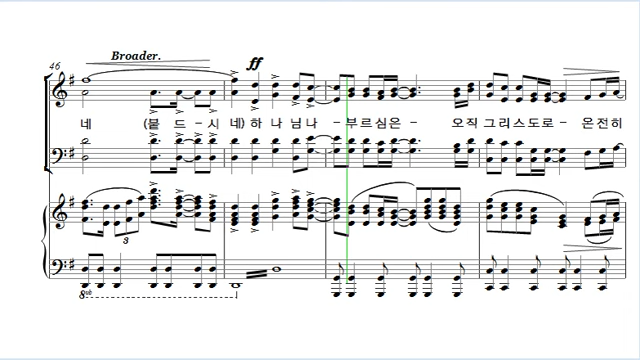 Broader.
46
ff
네 (붙 드 - 시 네) 하 나 님 나 - 부르심은 - 오직 그리스도로 - 온전히
3
8vb